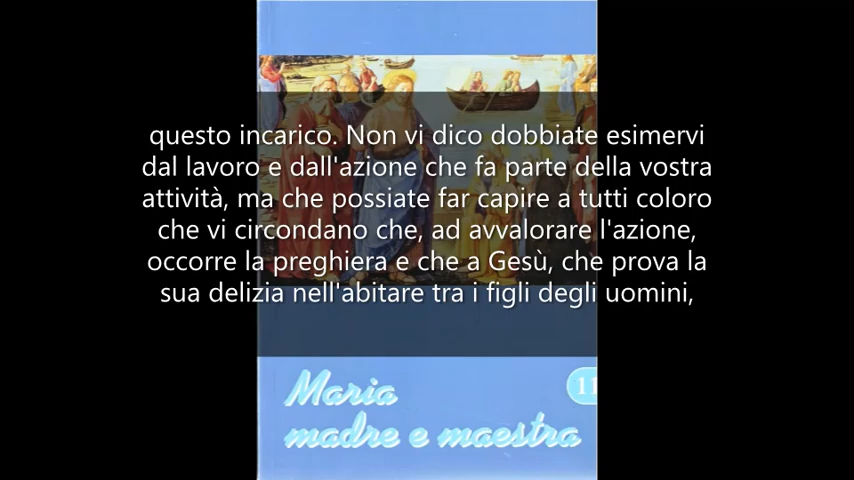 questo incarico. Non vi dico dobbiate esimervi
dal lavoro e dall'azione che fa parte della vostra
attività, ma che possiate far capire a tutti coloro
che vi circondano che, ad avvalorare l'azione,
occorre la preghiera e che a Gesù, che prova la
sua delizia nell'abitare tra i figli degli uomini,
Maria
11
madre e maestra